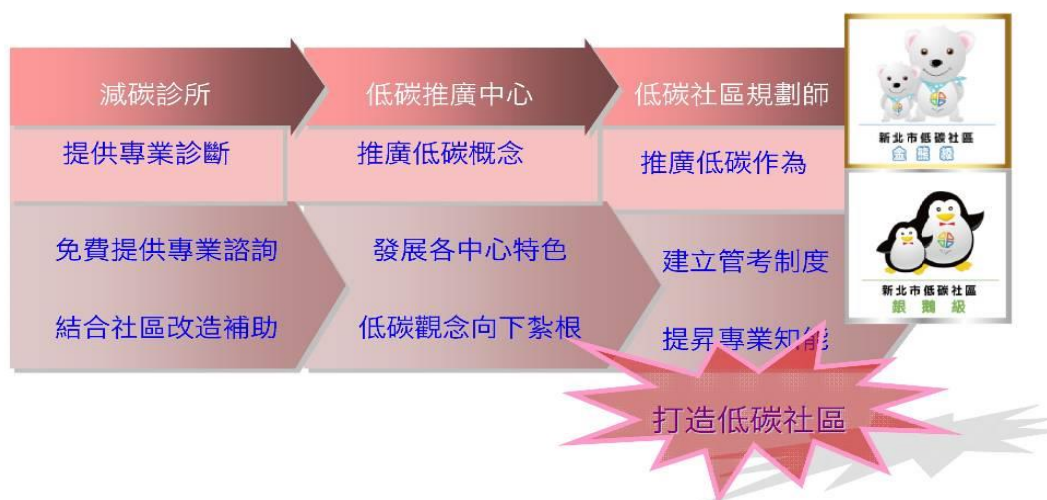 減碳診所
低碳推廣中心
低碳社區規劃師
提供專業診斷
推廣低碳概念
推廣低碳作為
免費提供專業諮詢
發展各中心特色
建立管考制度
結合社區改造補助
低碳觀念向下紮根
提昇專業知能
新北市低碳社區
金熊級
新北市低碳社區
銀鵝級
打造低碳社區